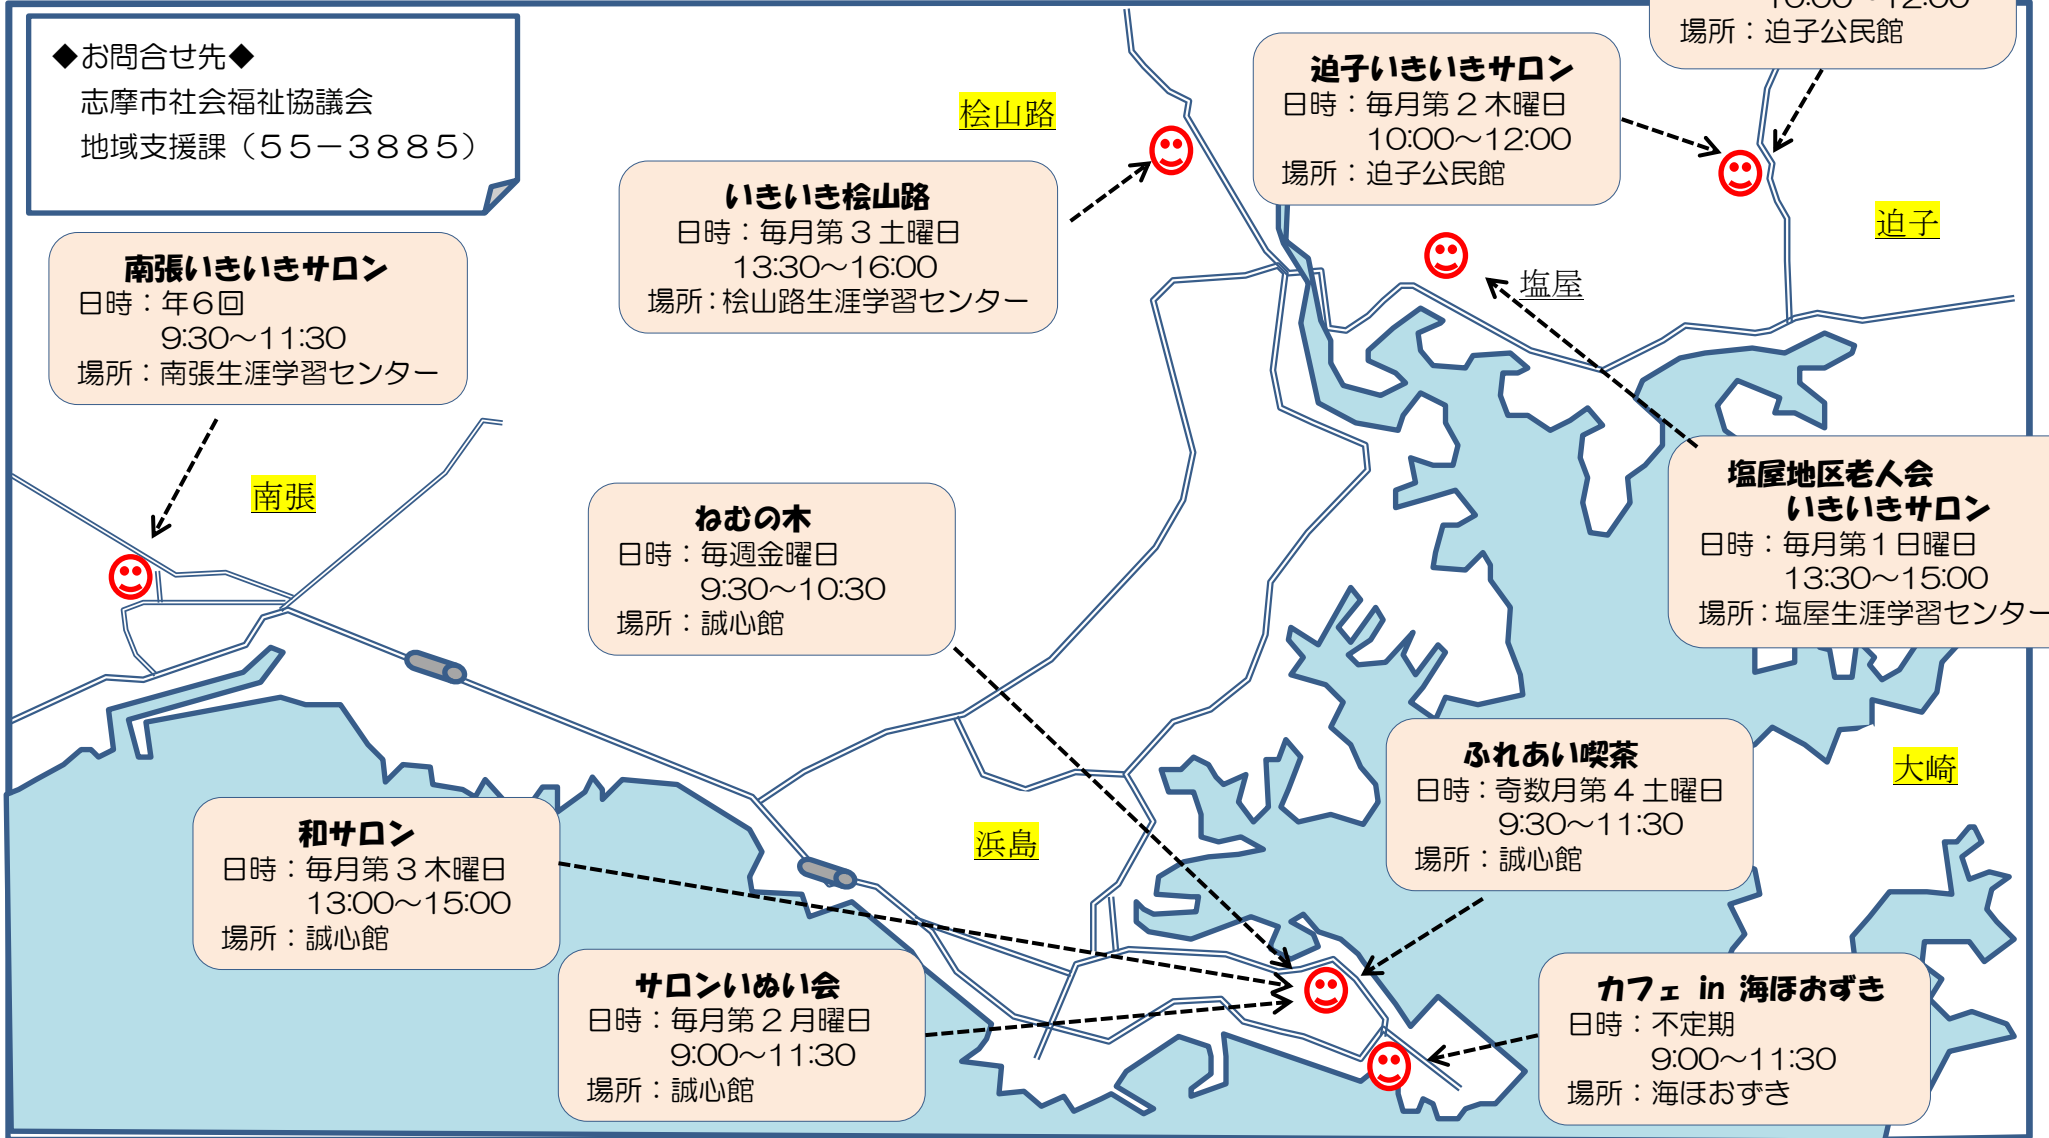 ◆お問合せ先◆
志摩市社会福祉協議会
地域支援課（５５－３８８５）
場所：迫子公民館
迫子いきいきサロン
日時：毎月第２木曜日
10:00～12:00
場所：迫子公民館
桧山路
いきいき桧山路
日時：毎月第３土曜日
13:30～16:00
場所：桧山路生涯学習センター
迫子
塩屋
南張いきいきサロン
日時：年６回
9:30～11:30
場所：南張生涯学習センター
南張
塩屋地区老人会
いきいきサロン
日時：毎月第１日曜日
13:30～15:00
場所：塩屋生涯学習センター
ねむの木
日時：毎週金曜日
9:30～10:30
場所：誠心館
ふれあい喫茶
日時：奇数月第４土曜日
9:30～11:30
場所：誠心館
大崎
浜島
和サロン
日時：毎月第３木曜日
13:00～15:00
場所：誠心館
サロンいぬい会
日時：毎月第２月曜日
9:00～11:30
場所：誠心館
カフェ in 海ほおずき
日時：不定期
9:00～11:30
場所：海ほおずき